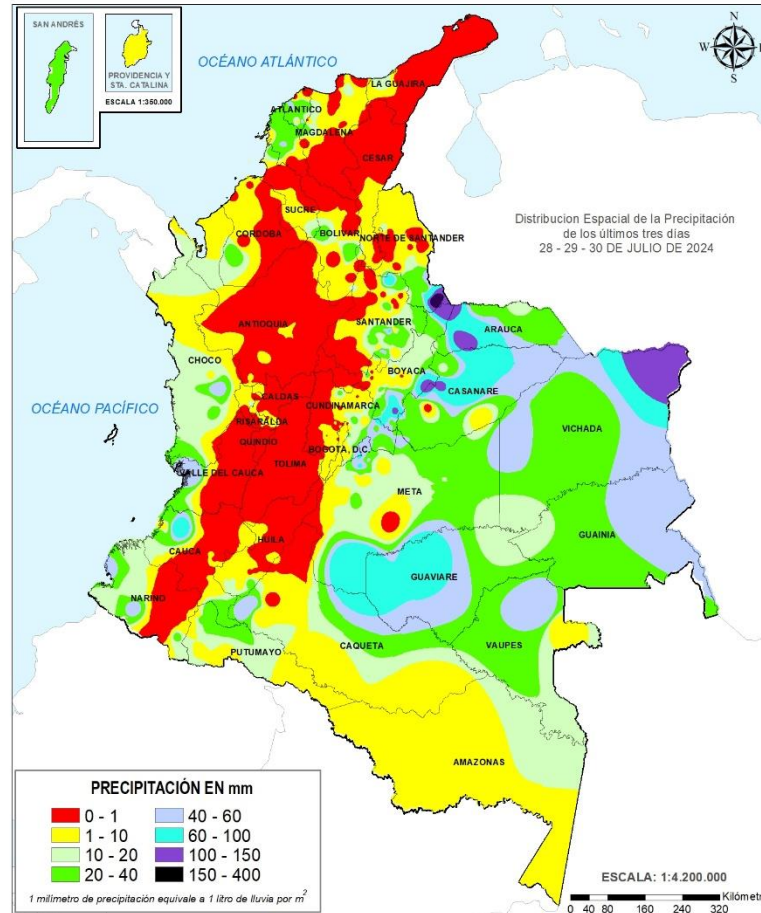 SAN ANDRÉS
PROVIDENCIA Y
STA. CATALINA
ESCALA 1:350.000
OCÉANO ATLÁNTICO
N
W
S
LA GUAJIRA
ATLANTICO
MAGDALENA
CESAR
SUCRE
CORDOBA
BOLIVAR
NORTE DE SANTANDER
Distribucion Espacial de la Precipitación
de los últimos tres días
28 - 29 - 30 DE JULIO DE 2024
ANTIOQUIA
SANTANDER
ARAUCA
CHOCO
BOYACA
CASANARE
OCÉANO PACÍFICO
CALDAS
CUNDINAMARCA
RISARALDA
VICHADA
QUINDIO
BOGOTA, D.C.
VALLE DEL CAUCA
TOLIMA
META
GUAINIA
CAUCA
HUILA
GUAVIARE
NARIÑO
CAQUETA
VAUPES
PUTUMAYO
AMAZONAS
PRECIPITACIÓN EN mm
0 - 1 40 - 60
1 - 10 60 - 100
10 - 20 100 - 150
20 - 40 150 - 400
1 milímetro de precipitación equivale a 1 litro de lluvia por m²
ESCALA: 1:4.200.000
0 40 80 160 240 320